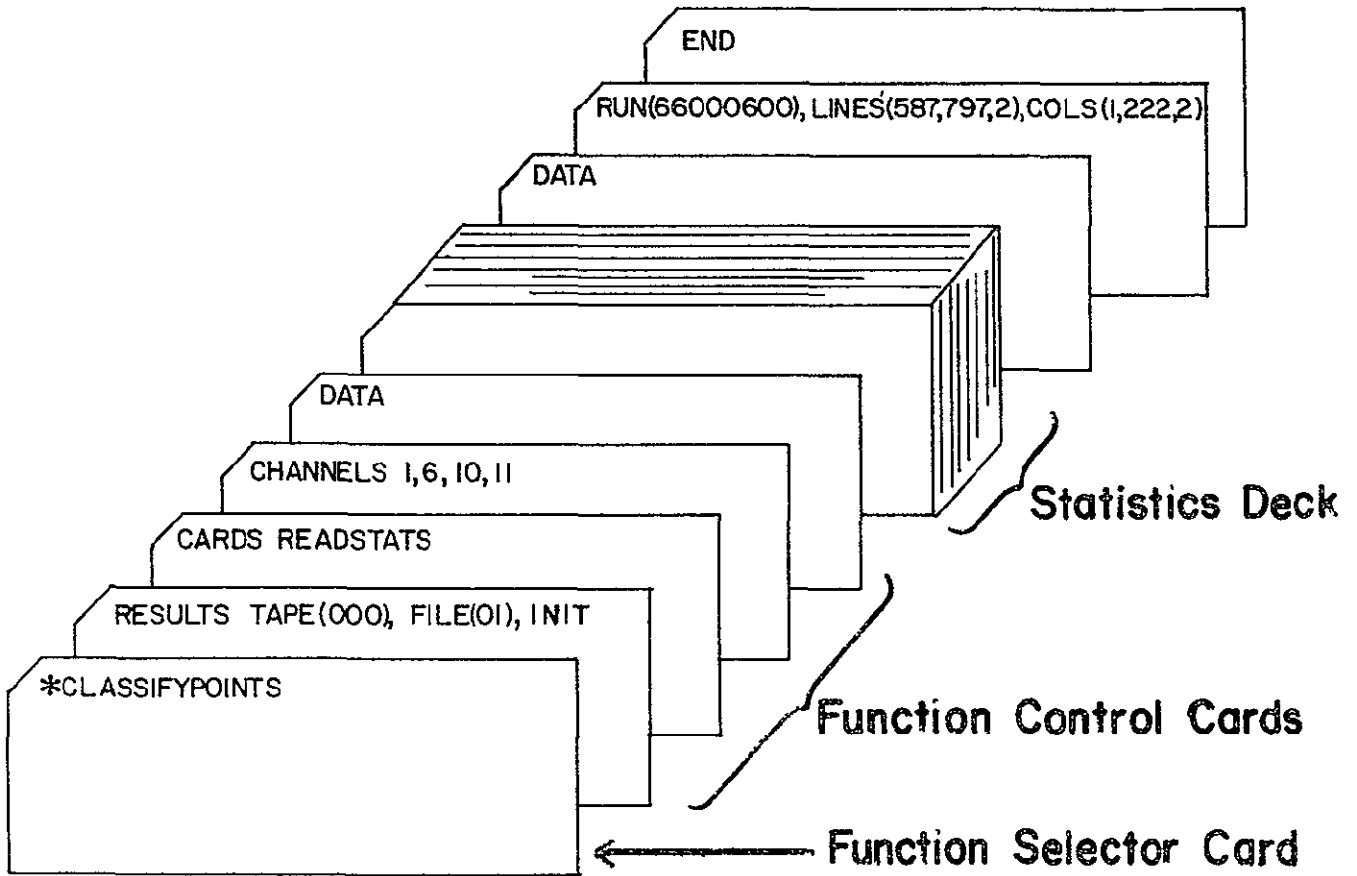 END
RUN(66000600), LINES(587,797,2),COLS(1,222,2)
DATA
DATA
CHANNELS 1,6,10,11
Statistics Deck
CARDS READSTATS
RESULTS TAPE(000), FILE(01), INIT
*CLASSIFYPOINTS
Function Control Cards
Function Selector Card